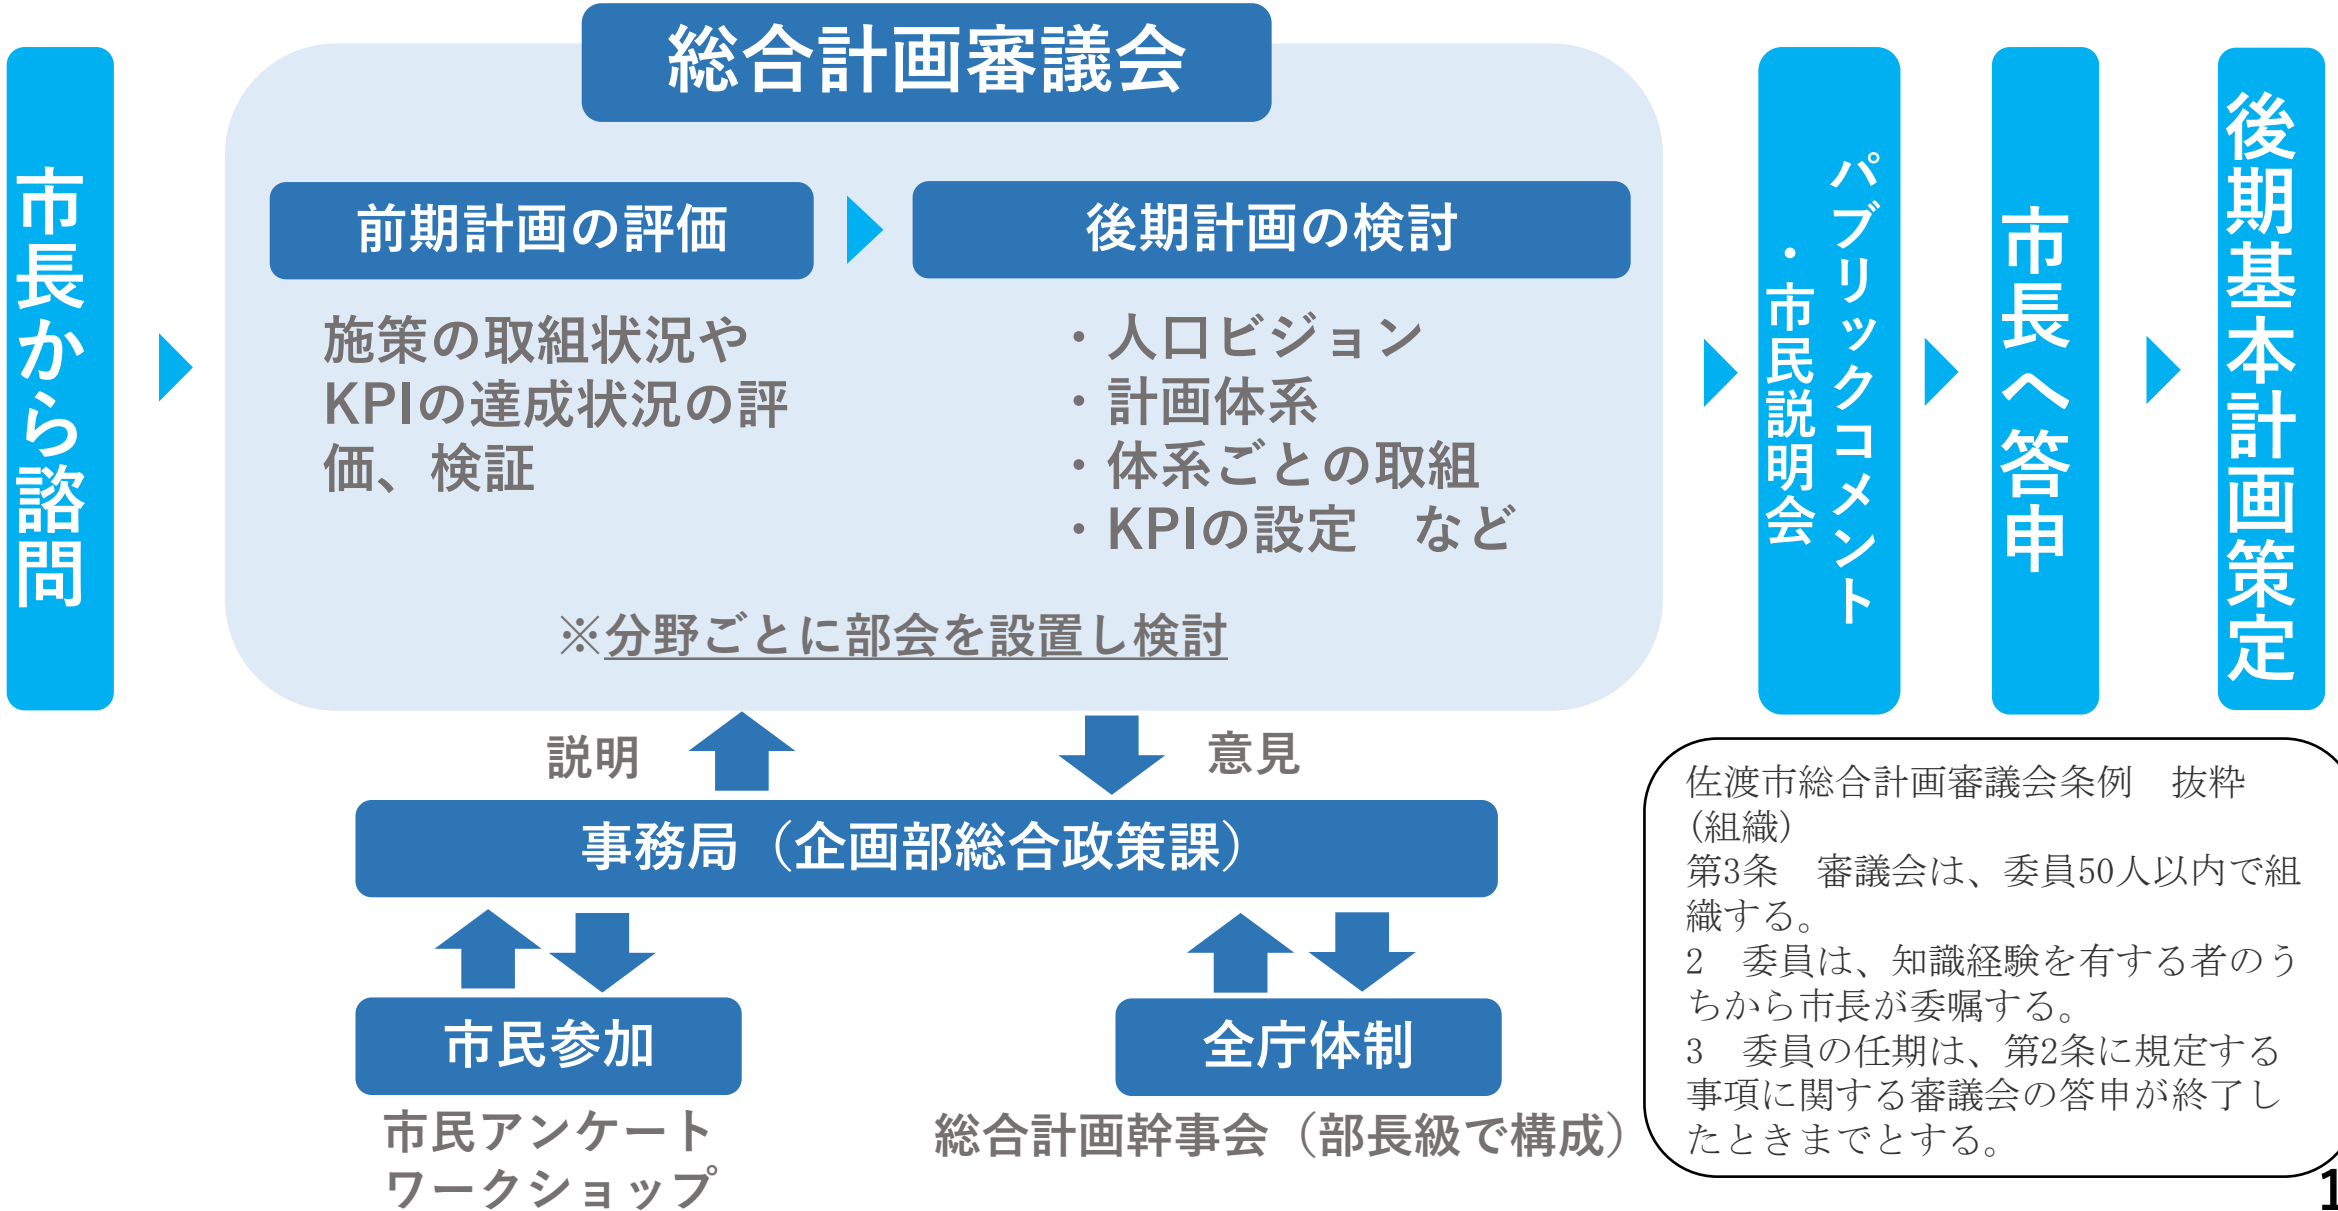 総合計画審議会
市長から諮問
前期計画の評価
施策の取組状況や
KPIの達成状況の評
価、検証
後期計画の検討
・人口ビジョン
・計画体系
・体系ごとの取組
・KPIの設定　など
※分野ごとに部会を設置し検討
パブリックコメント
・市民説明会
市長へ答申
後期基本計画策定
説明
意見
事務局（企画部総合政策課）
市民参加
市民アンケート
ワークショップ
全庁体制
総合計画幹事会（部長級で構成）
佐渡市総合計画審議会条例　抜粋
（組織）
第3条　審議会は、委員50人以内で組
織する。
2　委員は、知識経験を有する者のう
ちから市長が委嘱する。
3　委員の任期は、第2条に規定する
事項に関する審議会の答申が終了し
たときまでとする。
1